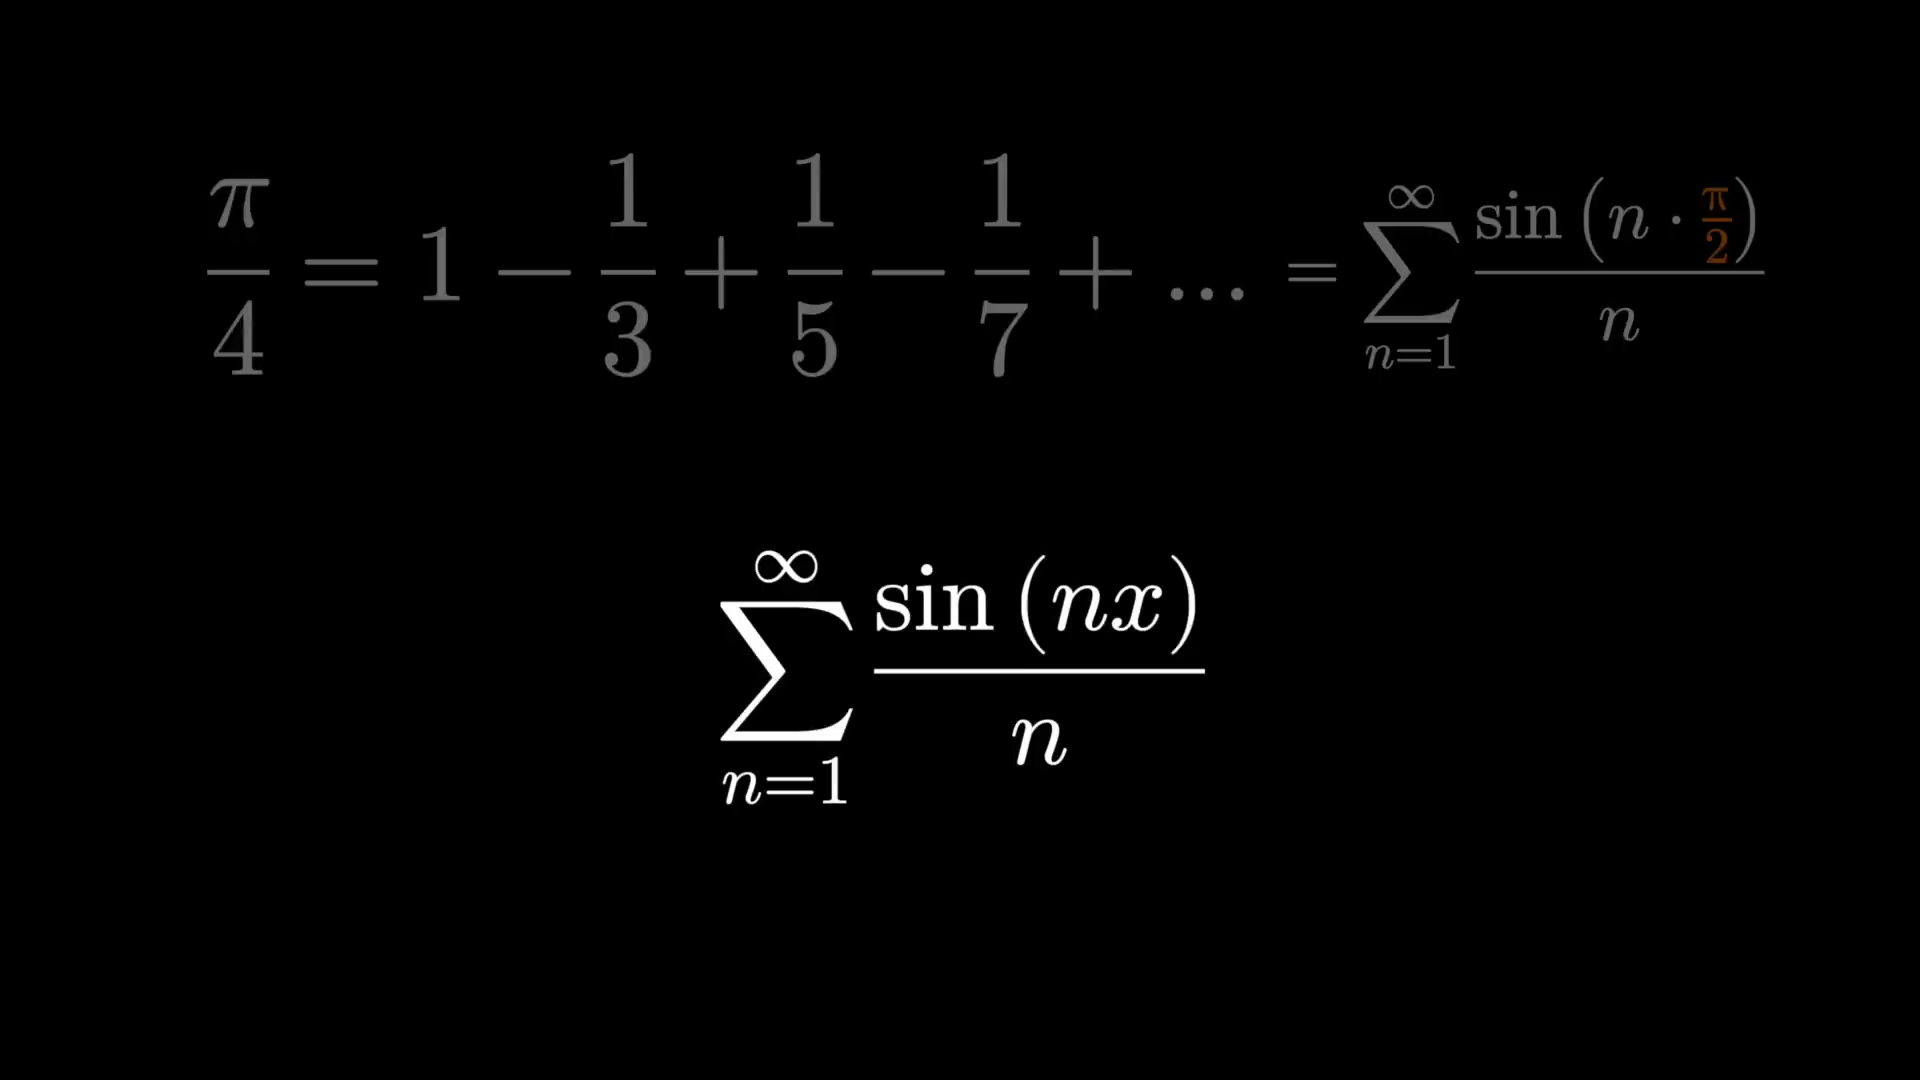 π/4 = 1 − 1/3 + 1/5 − 1/7 + ... = ∑_{n=1}^{∞} sin(n · π/2)/n
∑_{n=1}^{∞} sin(nx)/n